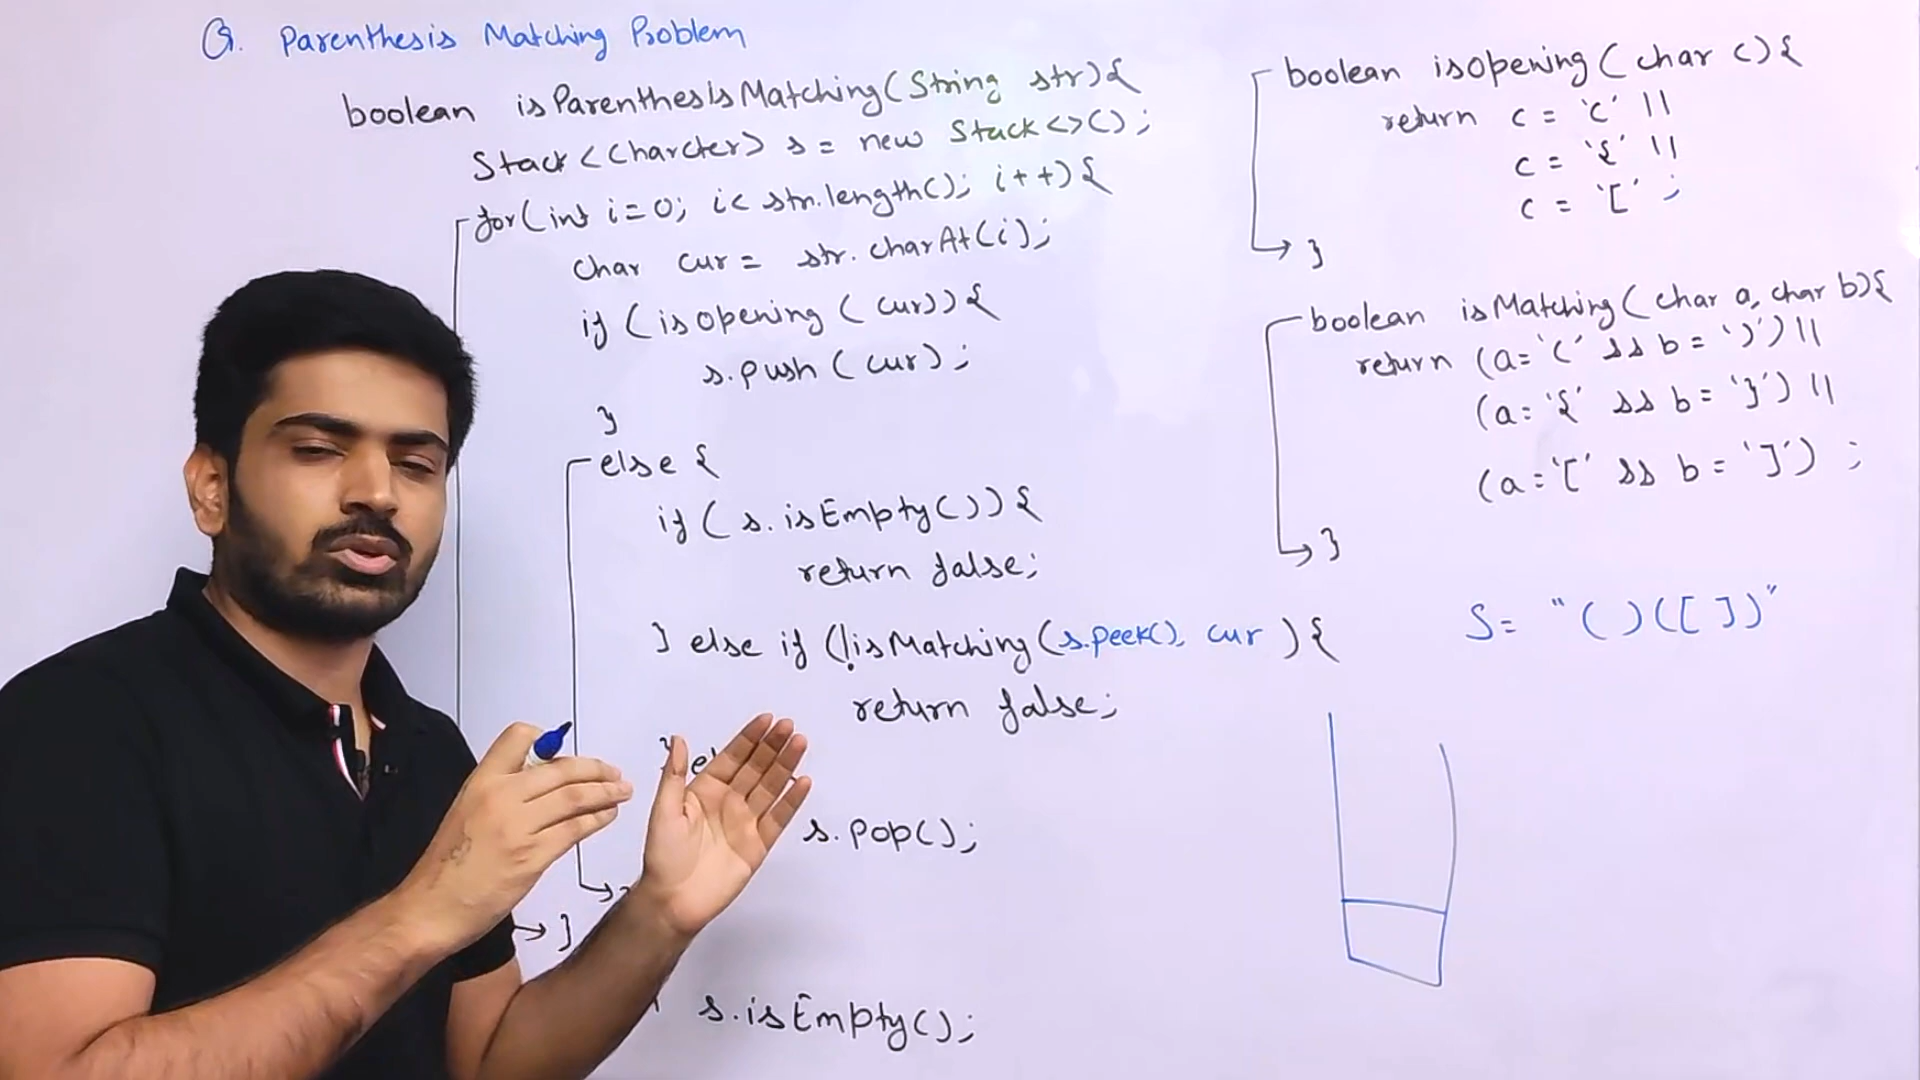 Q. Parenthesis Matching Problem
boolean isParenthesisMatching(String str){
Stack<Charcter> s = new Stack<>();
for(int i=0; i< str.length(); i++){
char cur = str.charAt(i);
if (isopening (cur)){
s.push(cur);
}
else {
if (s.isEmpty()){
return false;
} else if (!isMatching(s.peek(), cur ){
return false;
}
s.pop();
}
s.isEmpty();
boolean isopening (char c){
return c = '(' ||
c = '{' ||
c = '[' ;
}
boolean isMatching(char a, char b){
return (a='(' && b = ')') ||
(a='{' && b = '}') ||
(a='[' && b = ']') ;
}
S= "()([])"